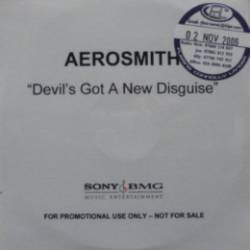 AEROSMITH
"Devil's Got A New Disguise"
02 NOV 2006
SONY BMG
MUSIC ENTERTAINMENT
FOR PROMOTIONAL USE ONLY – NOT FOR SALE